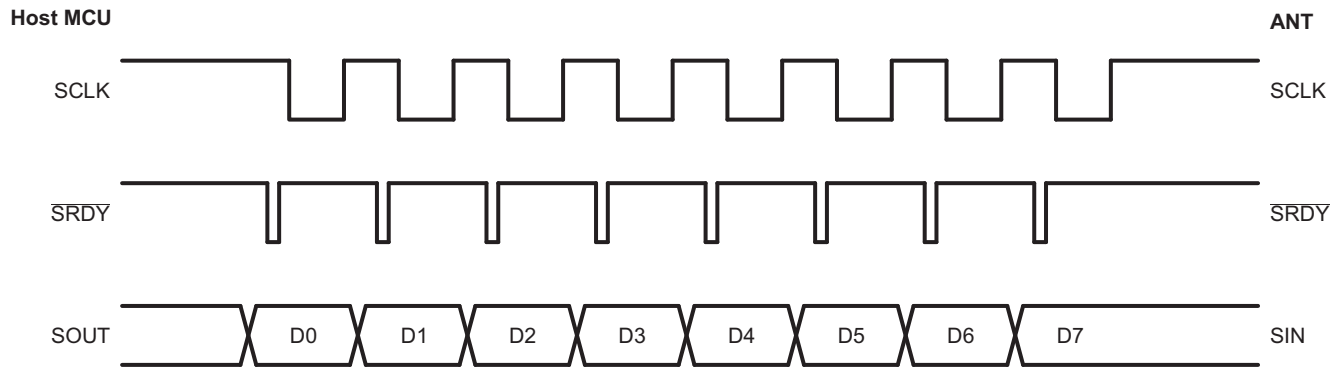 Host MCU ANT
SCLK SCLK
SRDY SRDY
SOUT D0 D1 D2 D3 D4 D5 D6 D7 SIN